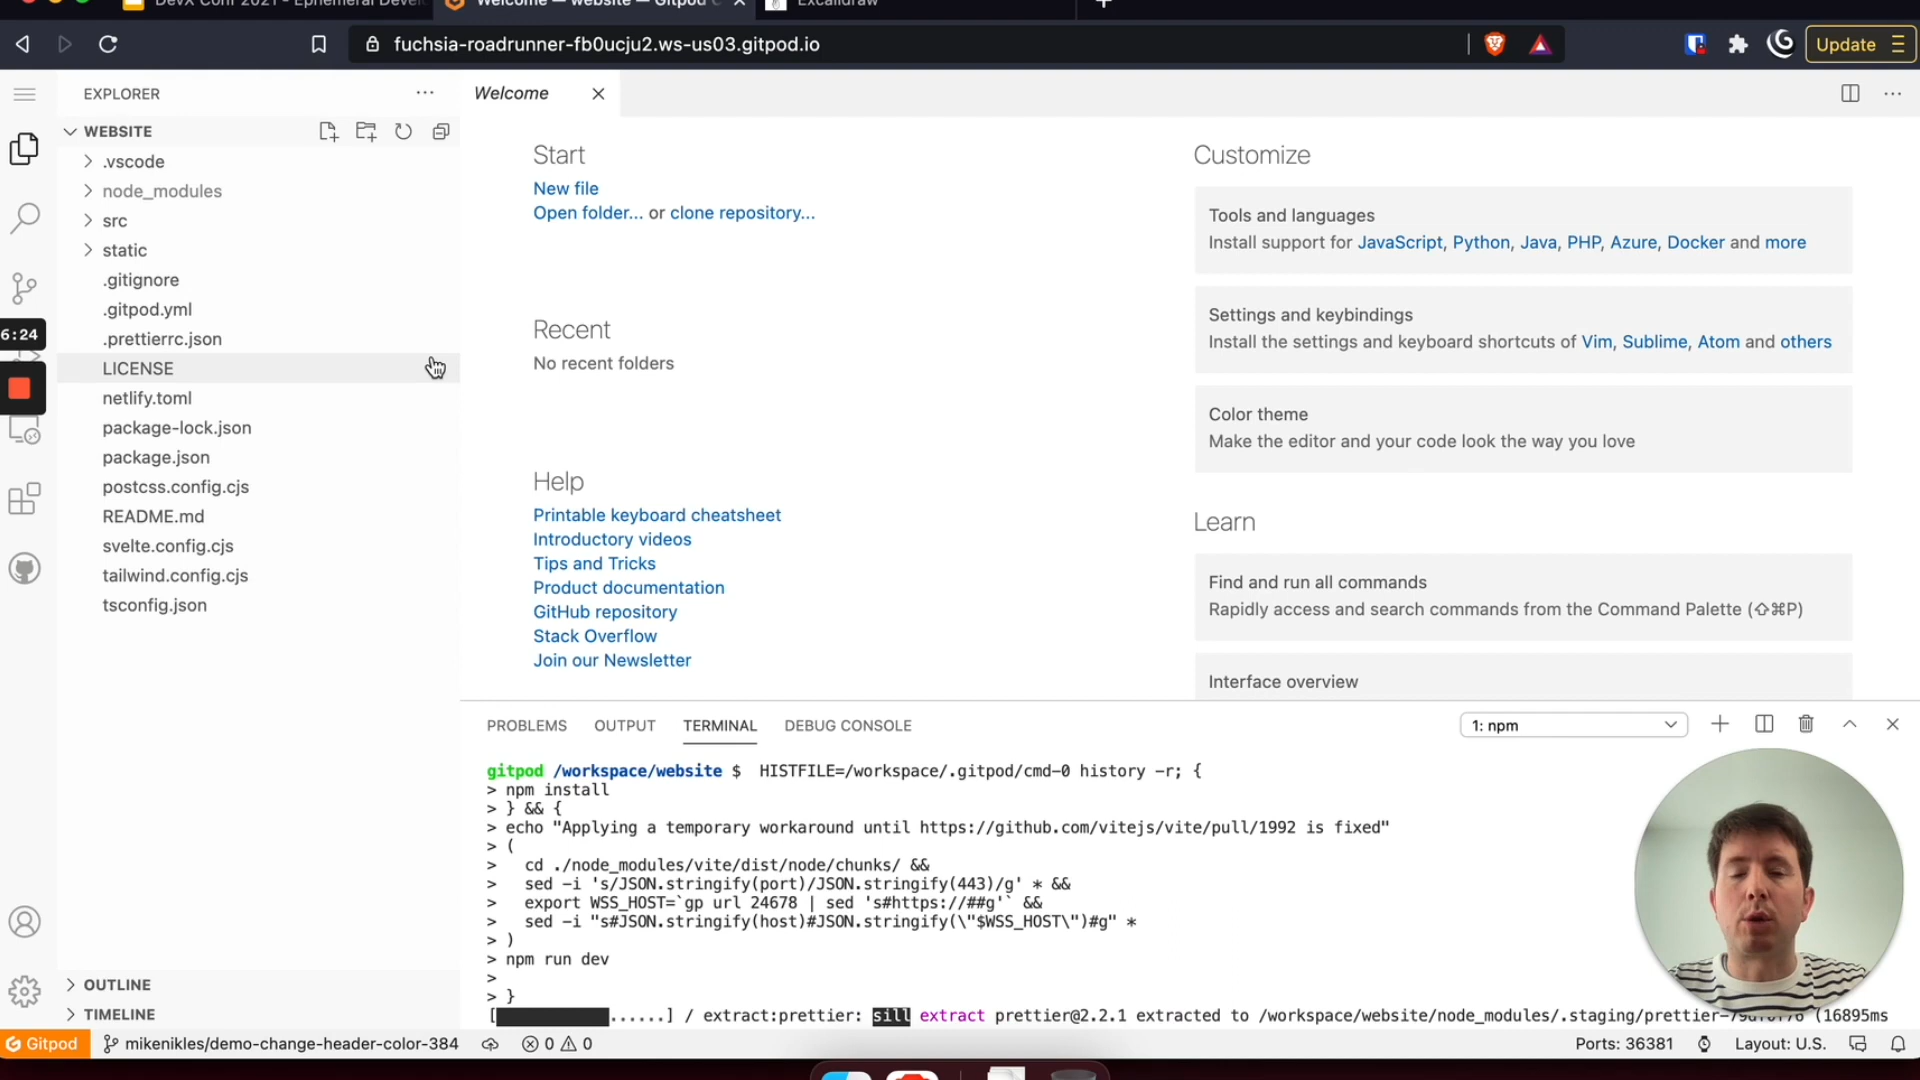 DevX Conf 2021 - Ephemeral Devel
Welcome — website — Gitpod C
Excalidraw
fuchsia-roadrunner-fb0ucju2.ws-us03.gitpod.io
Update
EXPLORER
Welcome
WEBSITE
.vscode
node_modules
src
static
.gitignore
.gitpod.yml
.prettierrc.json
LICENSE
netlify.toml
package-lock.json
package.json
postcss.config.cjs
README.md
svelte.config.cjs
tailwind.config.cjs
tsconfig.json
6:24
OUTLINE
TIMELINE
Start
New file
Open folder... or clone repository...
Recent
No recent folders
Help
Printable keyboard cheatsheet
Introductory videos
Tips and Tricks
Product documentation
GitHub repository
Stack Overflow
Join our Newsletter
Customize
Tools and languages
Install support for JavaScript, Python, Java, PHP, Azure, Docker and more
Settings and keybindings
Install the settings and keyboard shortcuts of Vim, Sublime, Atom and others
Color theme
Make the editor and your code look the way you love
Learn
Find and run all commands
Rapidly access and search commands from the Command Palette (⇧⌘P)
Interface overview
PROBLEMS OUTPUT TERMINAL DEBUG CONSOLE
1: npm
gitpod /workspace/website $ HISTFILE=/workspace/.gitpod/cmd-0 history -r; {
> npm install
> } && {
> echo "Applying a temporary workaround until https://github.com/vitejs/vite/pull/1992 is fixed"
> (
> cd ./node_modules/vite/dist/node/chunks/ &&
> sed -i 's/JSON.stringify(port)/JSON.stringify(443)/g' * &&
> export WSS_HOST=`gp url 24678 | sed 's#https://##g'` &&
> sed -i "s#JSON.stringify(host)#JSON.stringify(\"$WSS_HOST\")#g" *
> )
> npm run dev
>
> }
[ ......] / extract:prettier: sill extract prettier@2.2.1 extracted to /workspace/website/node_modules/.staging/prettier- (16895ms
Gitpod mikenikles/demo-change-header-color-384 0 0
Ports: 36381 Layout: U.S.